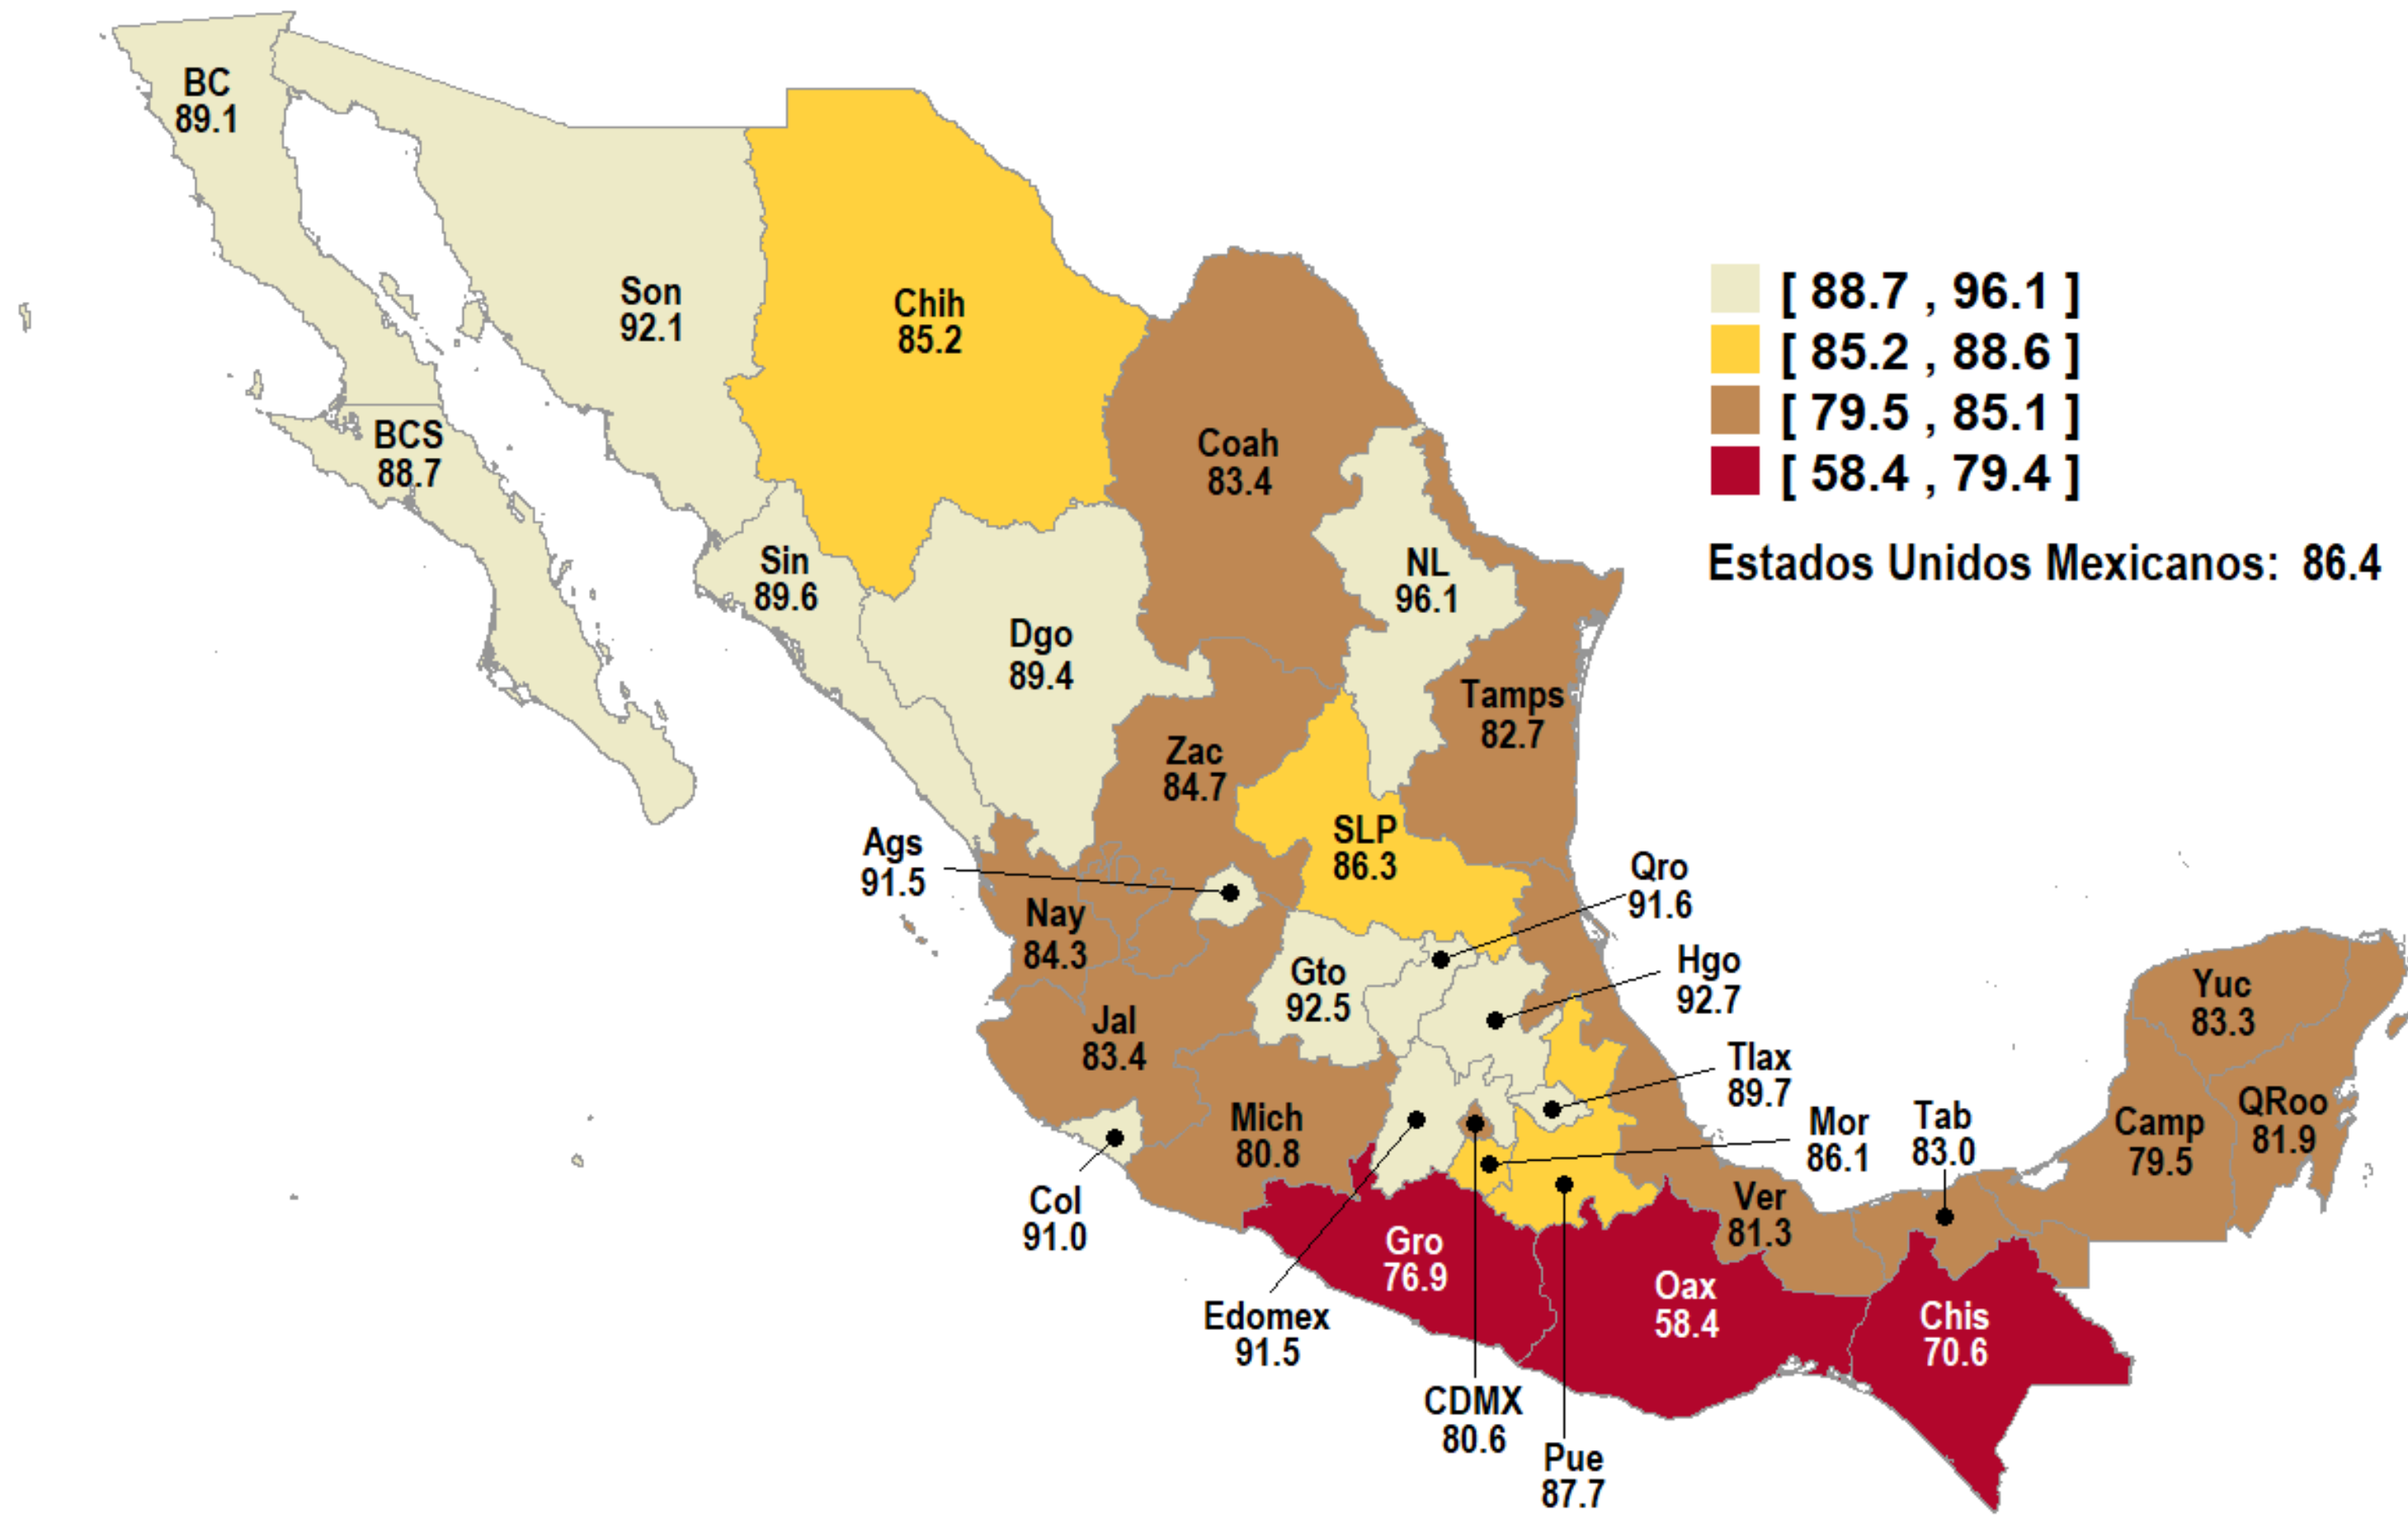 BC
89.1
Son
92.1
Chih
85.2
[ 88.7 , 96.1 ]
[ 85.2 , 88.6 ]
[ 79.5 , 85.1 ]
[ 58.4 , 79.4 ]
Estados Unidos Mexicanos: 86.4
BCS
88.7
Coah
83.4
Sin
89.6
NL
96.1
Dgo
89.4
Tamps
82.7
Zac
84.7
SLP
86.3
Ags
91.5
Qro
91.6
Nay
84.3
Gto
92.5
Hgo
92.7
Yuc
83.3
Jal
83.4
Tlax
89.7
Mich
80.8
Mor
86.1
Tab
83.0
Camp
79.5
QRoo
81.9
Col
91.0
Ver
81.3
Gro
76.9
Oax
58.4
Chis
70.6
Edomex
91.5
CDMX
80.6
Pue
87.7